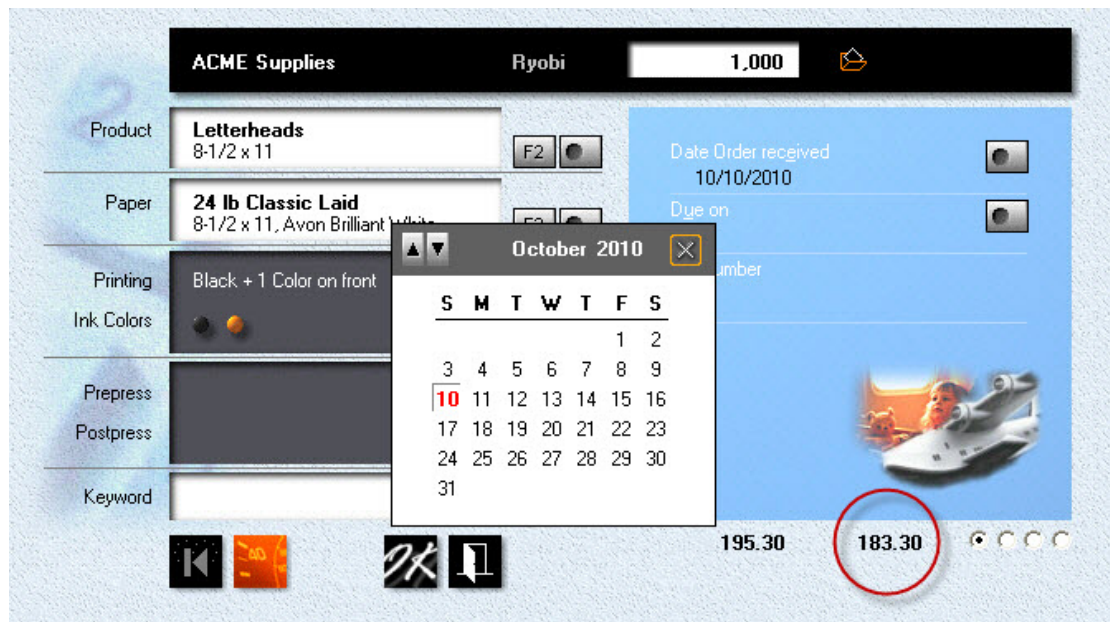 ACME Supplies Ryobi 1,000
Product Letterheads
8-1/2 x 11
F2
Date Order received
10/10/2010
Paper 24 lb Classic Laid
8-1/2 x 11, Avon Brilliant
Due on
October 2010
Printing Black + 1 Color on front
Ink Colors
S M T W T F S
1 2
3 4 5 6 7 8 9
10 11 12 13 14 15 16
17 18 19 20 21 22 23
24 25 26 27 28 29 30
31
Prepress
Postpress
Keyword
OK
195.30 183.30